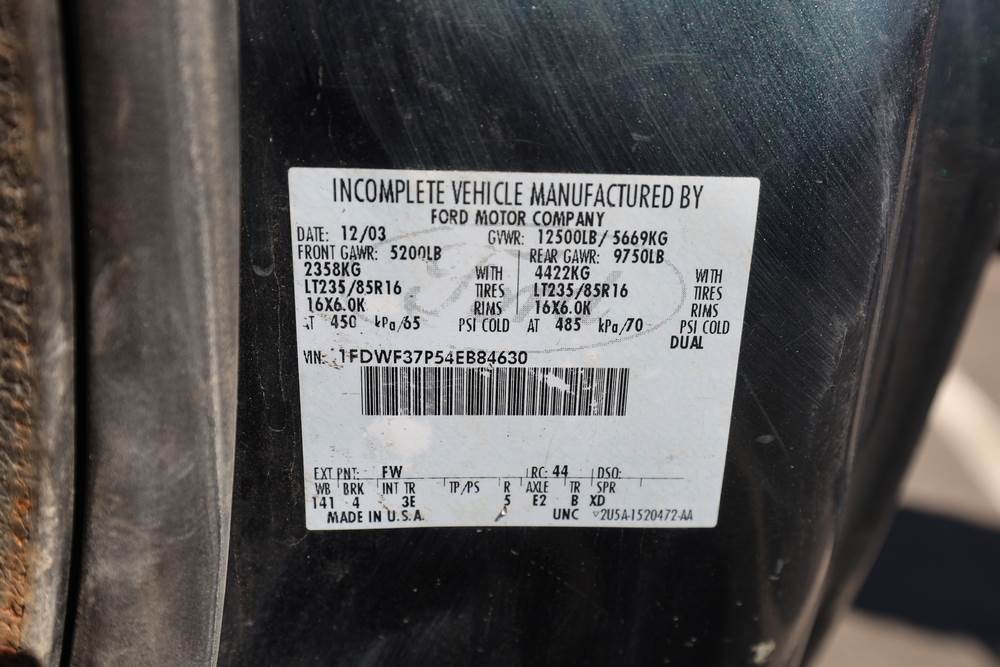 INCOMPLETE VEHICLE MANUFACTURED BY
FORD MOTOR COMPANY
DATE: 12/03 GVWR: 12500LB/ 5669KG
FRONT GAWR: 5200LB REAR GAWR: 9750LB
2358KG WITH 4422KG WITH
LT235/85R16 TIRES LT235/85R16 TIRES
16X6.0K RIMS 16X6.0K RIMS
AT 450 kPa/65 PSI COLD AT 485 kPa/70 PSI COLD
DUAL
VIN: 1FDWF37P54EB84630
Ford
EXT PNT: FW RC: 44 DSO:
WB BRK INT TR TP/PS R AXLE TR SPR
141 4 3E 5 E2 B XD
MADE IN U.S.A. UNC 2U5A-1520472-AA